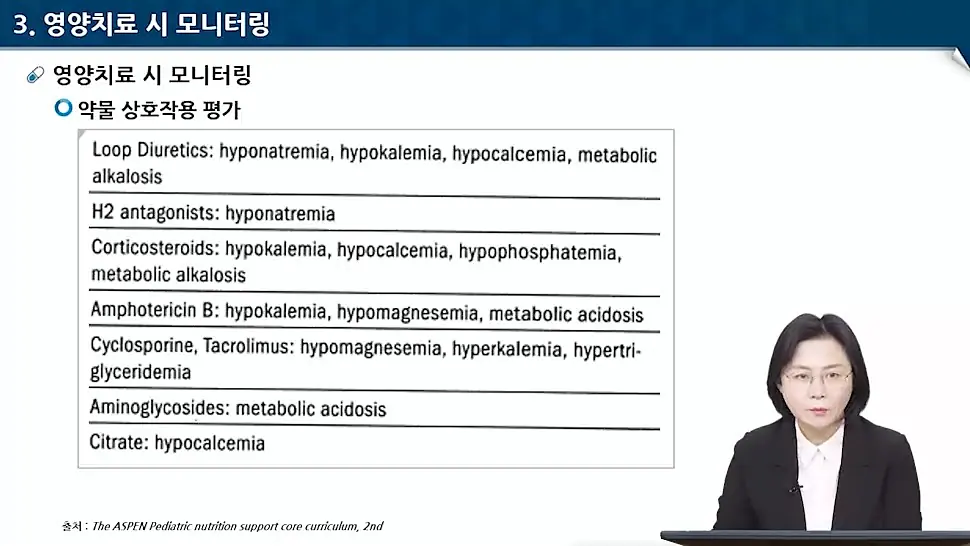 3. 영양치료 시 모니터링
영양치료 시 모니터링
약물 상호작용 평가
Loop Diuretics: hyponatremia, hypokalemia, hypocalcemia, metabolic
alkalosis
H2 antagonists: hyponatremia
Corticosteroids: hypokalemia, hypocalcemia, hypophosphatemia,
metabolic alkalosis
Amphotericin B: hypokalemia, hypomagnesemia, metabolic acidosis
Cyclosporine, Tacrolimus: hypomagnesemia, hyperkalemia, hypertri-
glyceridemia
Aminoglycosides: metabolic acidosis
Citrate: hypocalcemia
출처 : The ASPEN Pediatric nutrition support core curriculum, 2nd